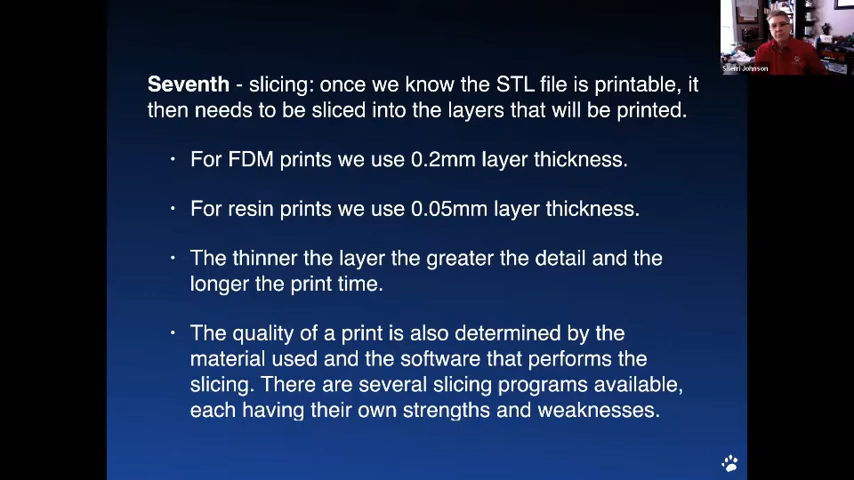 Seventh - slicing: once we know the STL file is printable, it
then needs to be sliced into the layers that will be printed.
· For FDM prints we use 0.2mm layer thickness.
· For resin prints we use 0.05mm layer thickness.
· The thinner the layer the greater the detail and the
longer the print time.
· The quality of a print is also determined by the
material used and the software that performs the
slicing. There are several slicing programs available,
each having their own strengths and weaknesses.
Johnson